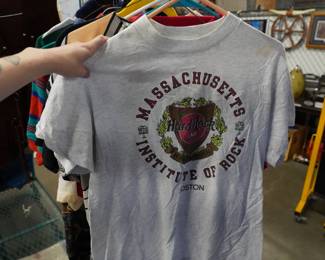 MASSACHUSETTS
Hard Rock
INSTITUTE OF ROCK
BOSTON